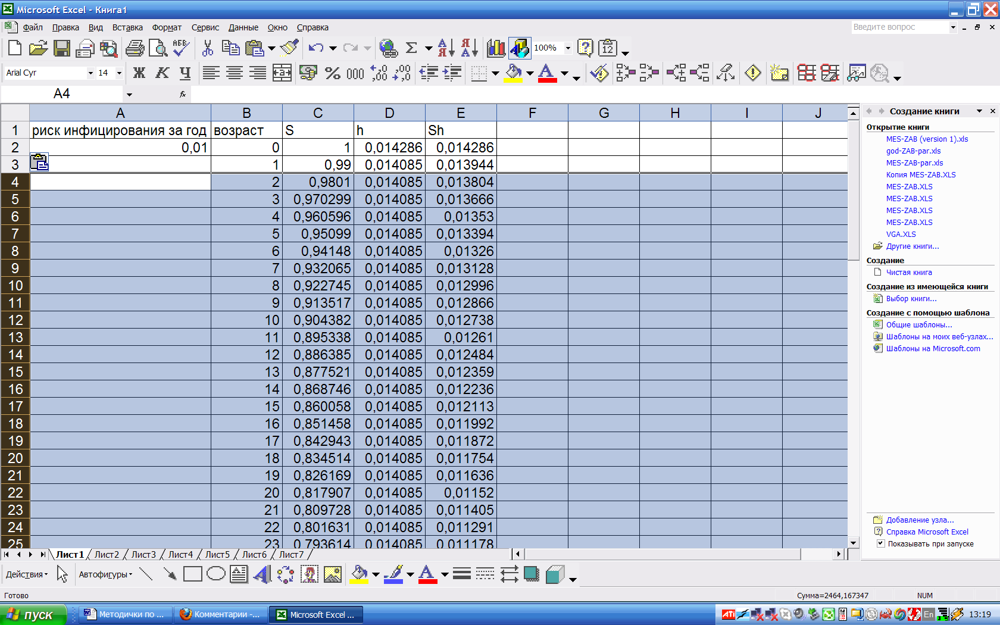 Microsoft Excel - Книга1
Файл Правка Вид Вставка Формат Сервис Данные Окно Справка Введите вопрос
100%
Arial Cyr 14 Ж К Ч % 000
A4 fx
A B C D E F G H I J
1 риск инфицирования за год возраст S h Sh
2 0,01 0 1 0,014286 0,014286
3 1 0,99 0,014085 0,013944
4 2 0,9801 0,014085 0,013804
5 3 0,970299 0,014085 0,013666
6 4 0,960596 0,014085 0,01353
7 5 0,95099 0,014085 0,013394
8 6 0,94148 0,014085 0,01326
9 7 0,932065 0,014085 0,013128
10 8 0,922745 0,014085 0,012996
11 9 0,913517 0,014085 0,012866
12 10 0,904382 0,014085 0,012738
13 11 0,895338 0,014085 0,01261
14 12 0,886385 0,014085 0,012484
15 13 0,877521 0,014085 0,012359
16 14 0,868746 0,014085 0,012236
17 15 0,860058 0,014085 0,012113
18 16 0,851458 0,014085 0,011992
19 17 0,842943 0,014085 0,011872
20 18 0,834514 0,014085 0,011754
21 19 0,826169 0,014085 0,011636
22 20 0,817907 0,014085 0,01152
23 21 0,809728 0,014085 0,011405
24 22 0,801631 0,014085 0,011291
25 23 0,793614 0,014085 0,011178
Создание книги
Открытие книги
MES-ZAB (version 1).xls
god-ZAB-par.xls
MES-ZAB-par.xls
Копия MES-ZAB.XLS
MES-ZAB.XLS
MES-ZAB.XLS
MES-ZAB.XLS
MES-ZAB.XLS
VGA.XLS
Другие книги...
Создание
Чистая книга
Создание из имеющейся книги
Выбор книги...
Создание с помощью шаблона
Общие шаблоны...
Шаблоны на моих веб-узлах...
Шаблоны на Microsoft.com
Добавление узла...
Справка Microsoft Excel
Показывать при запуске
Лист1 Лист2 Лист3 Лист4 Лист5 Лист6 Лист7
Действия Автофигуры
Готово Сумма=2464,167347 NUM
пуск Методички по ... Комментарии -... Microsoft Excel ... ATI En 13:19